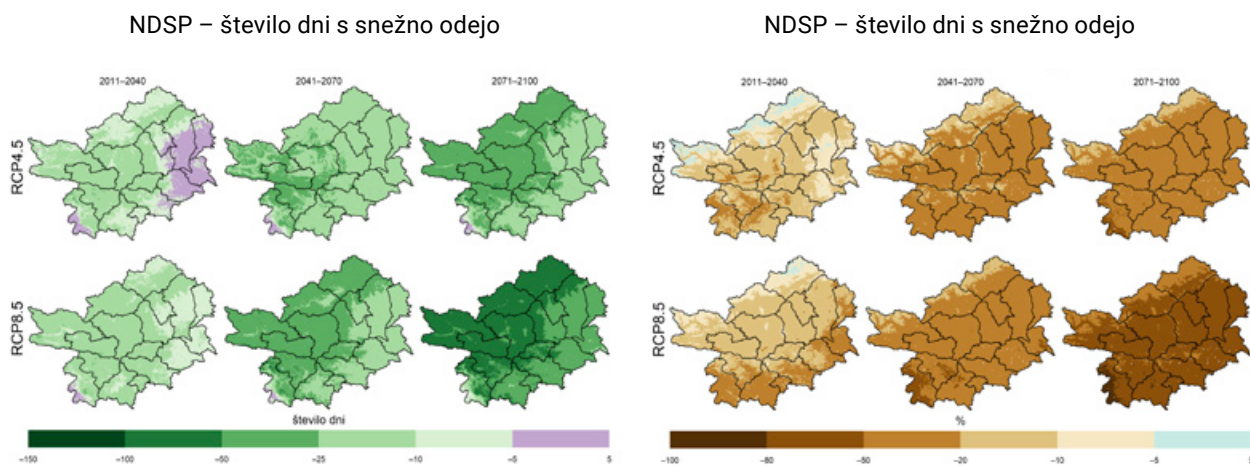 NDSP – število dni s snežno odejo
2011–2040
2041–2070
2071–2100
RCP4.5
RCP8.5
število dni
−150
−100
−50
−25
−10
−5
5
NDSP – število dni s snežno odejo
2011–2040
2041–2070
2071–2100
RCP4.5
RCP8.5
%
−100
−80
−50
−20
−10
−5